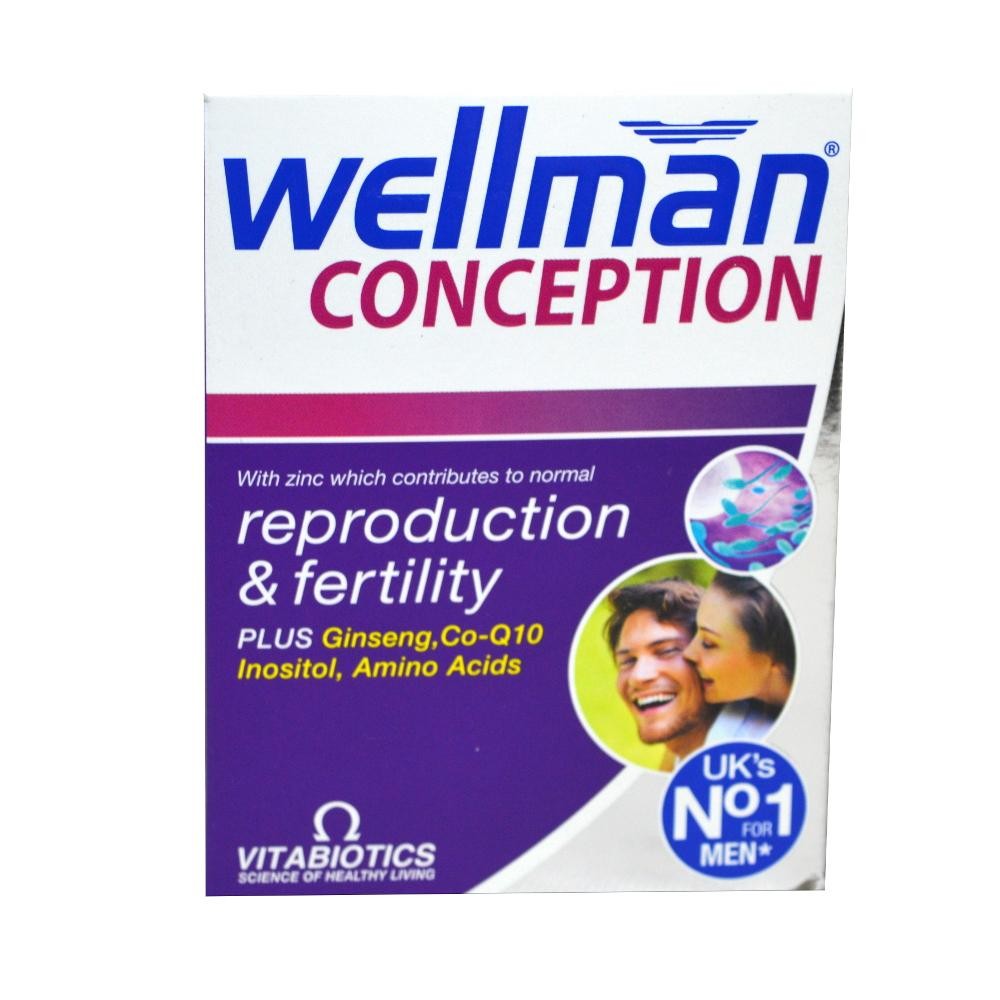 wellman®
CONCEPTION
With zinc which contributes to normal
reproduction
& fertility
PLUS Ginseng,Co-Q10
Inositol, Amino Acids
UK's
Nº1
FOR
MEN*
VITABIOTICS
SCIENCE OF HEALTHY LIVING